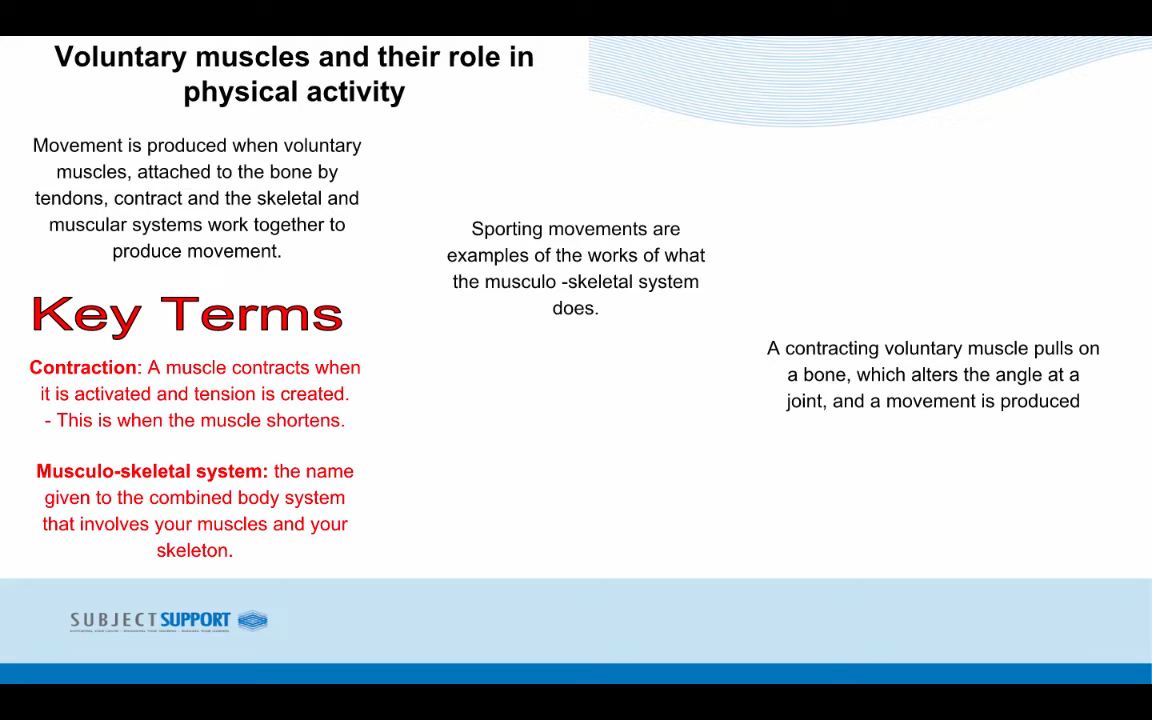 Voluntary muscles and their role in
physical activity
Movement is produced when voluntary
muscles, attached to the bone by
tendons, contract and the skeletal and
muscular systems work together to
produce movement.
Key Terms
Contraction: A muscle contracts when
it is activated and tension is created.
- This is when the muscle shortens.
Musculo-skeletal system: the name
given to the combined body system
that involves your muscles and your
skeleton.
Sporting movements are
examples of the works of what
the musculo -skeletal system
does.
A contracting voluntary muscle pulls on
a bone, which alters the angle at a
joint, and a movement is produced
SUBJECTSUPPORT